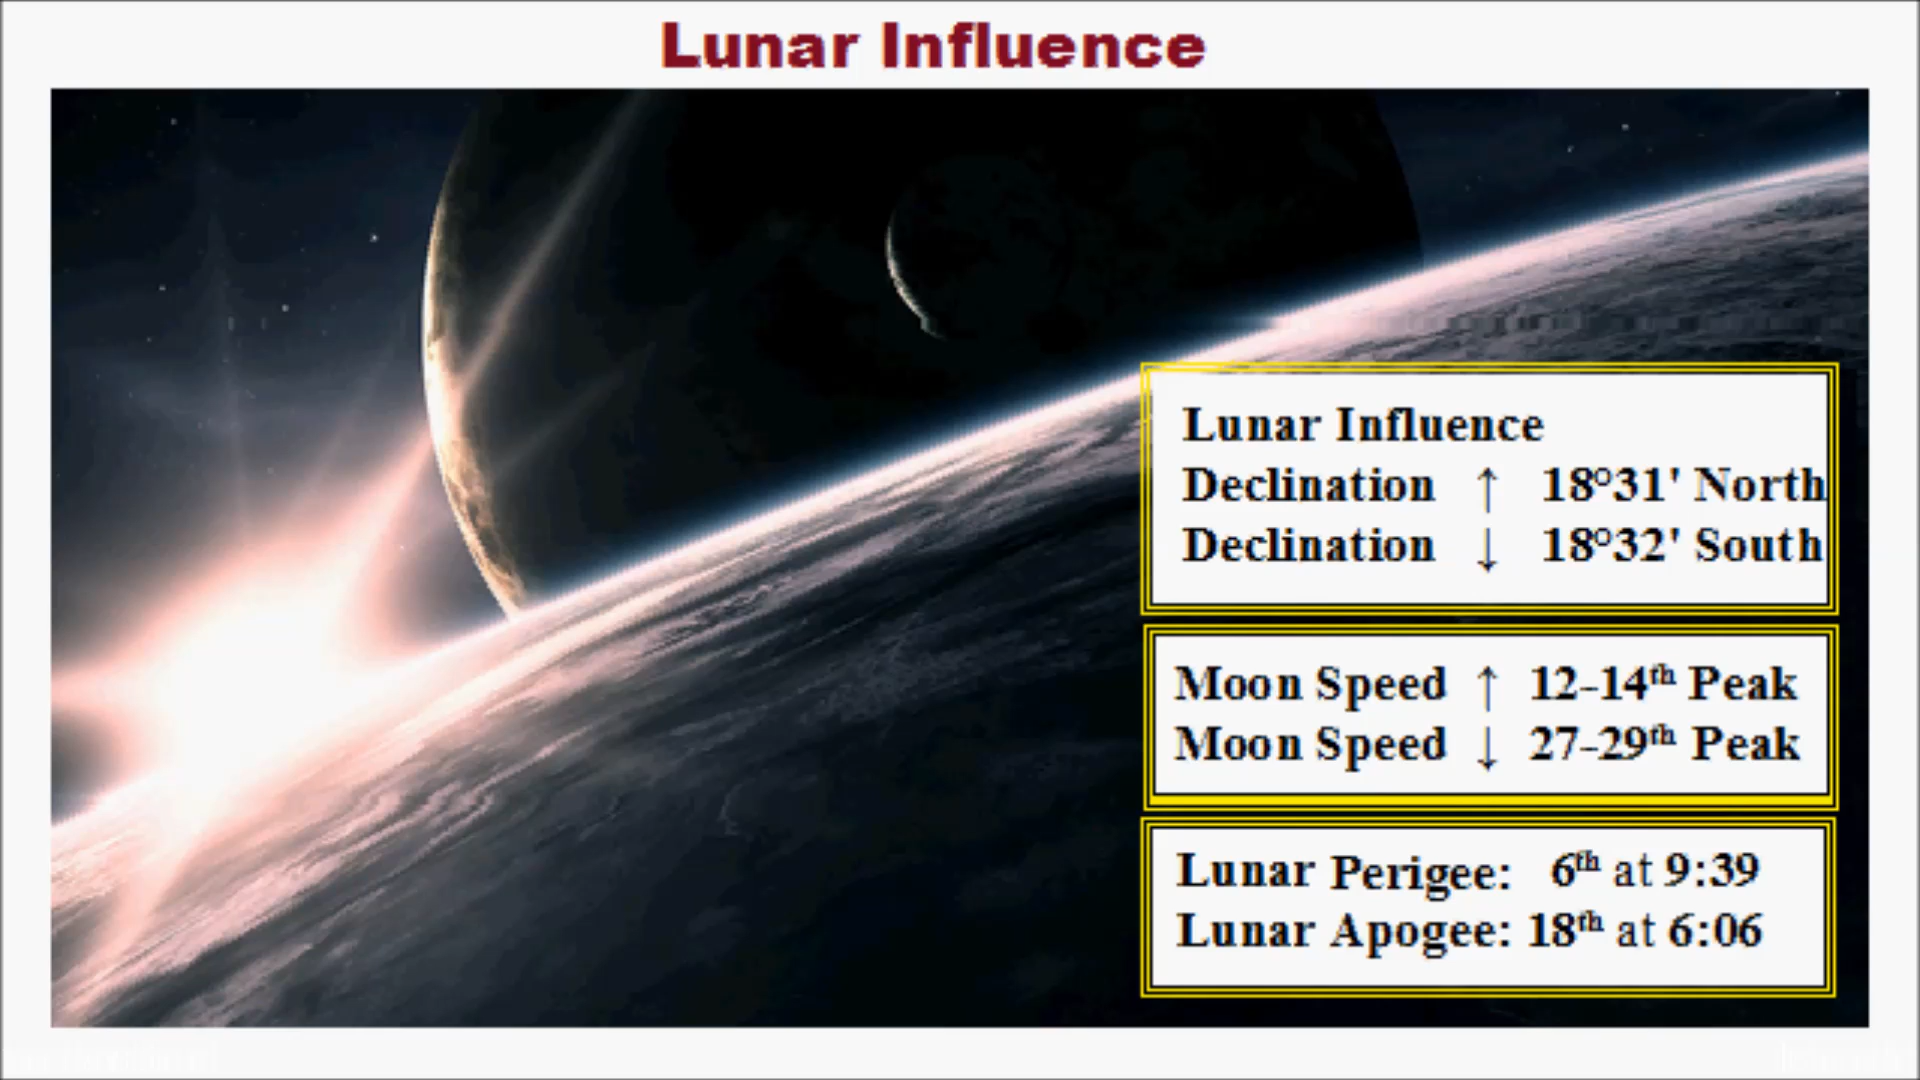 Lunar Influence
Lunar Influence
Declination ↑ 18°31' North
Declination ↓ 18°32' South
Moon Speed ↑ 12-14th Peak
Moon Speed ↓ 27-29th Peak
Lunar Perigee: 6th at 9:39
Lunar Apogee: 18th at 6:06